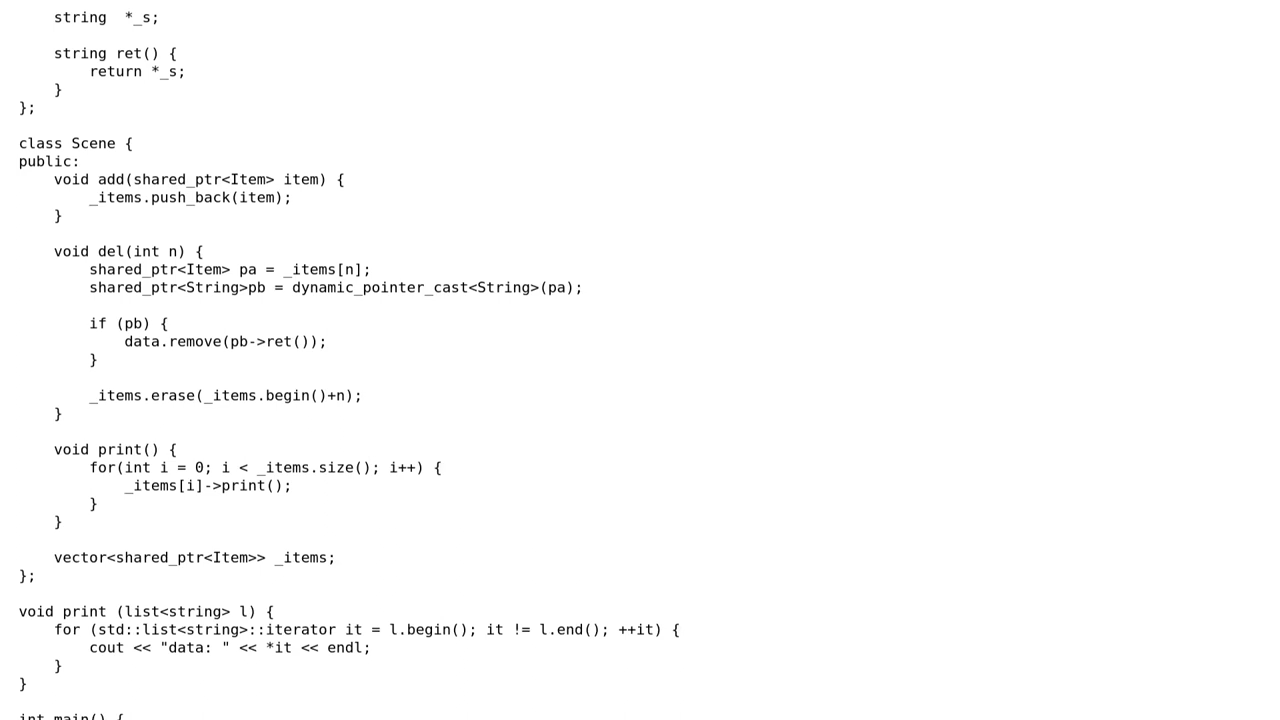 string  *_s;

    string ret() {
        return *_s;
    }
};

class Scene {
public:
    void add(shared_ptr<Item> item) {
        _items.push_back(item);
    }

    void del(int n) {
        shared_ptr<Item> pa = _items[n];
        shared_ptr<String>pb = dynamic_pointer_cast<String>(pa);

        if (pb) {
            data.remove(pb->ret());
        }

        _items.erase(_items.begin()+n);
    }

    void print() {
        for(int i = 0; i < _items.size(); i++) {
            _items[i]->print();
        }
    }

    vector<shared_ptr<Item>> _items;
};

void print (list<string> l) {
    for (std::list<string>::iterator it = l.begin(); it != l.end(); ++it) {
        cout << "data: " << *it << endl;
    }
}

int main() {